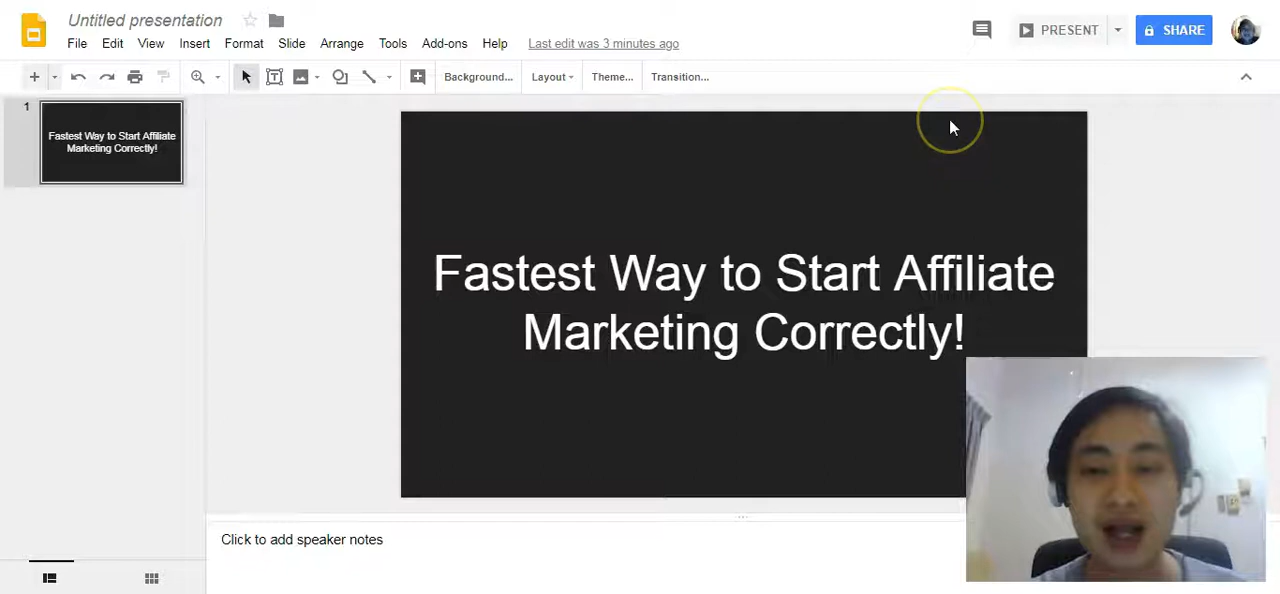 Untitled presentation
File Edit View Insert Format Slide Arrange Tools Add-ons Help Last edit was 3 minutes ago
PRESENT
SHARE
Background... Layout Theme... Transition...
1
Fastest Way to Start Affiliate
Marketing Correctly!
Fastest Way to Start Affiliate
Marketing Correctly!
Click to add speaker notes